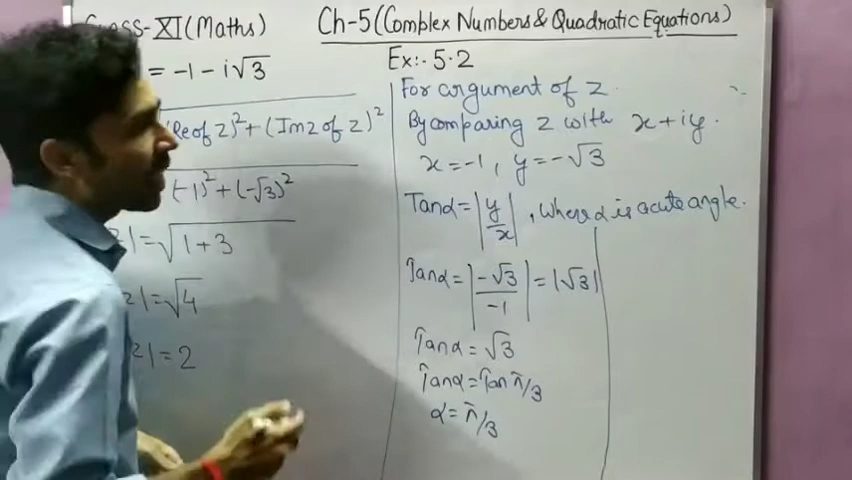 -XI (Maths)
Ch-5 (Complex Numbers & Quadratic Equations)
Ex:- 5.2
= -1 - i√3
Re of z)² + (Imz of z)²
(-1)² + (-√3)²
|=√1+3
z|=√4
z|=2
For argument of z.
By comparing z with x + iy.
x = -1, y = -√3
Tanα = |y/x|, where α is acute angle.
Tanα = |-√3/-1| = |√3|
Tanα = √3
Tanα = Tan π/3
α = π/3